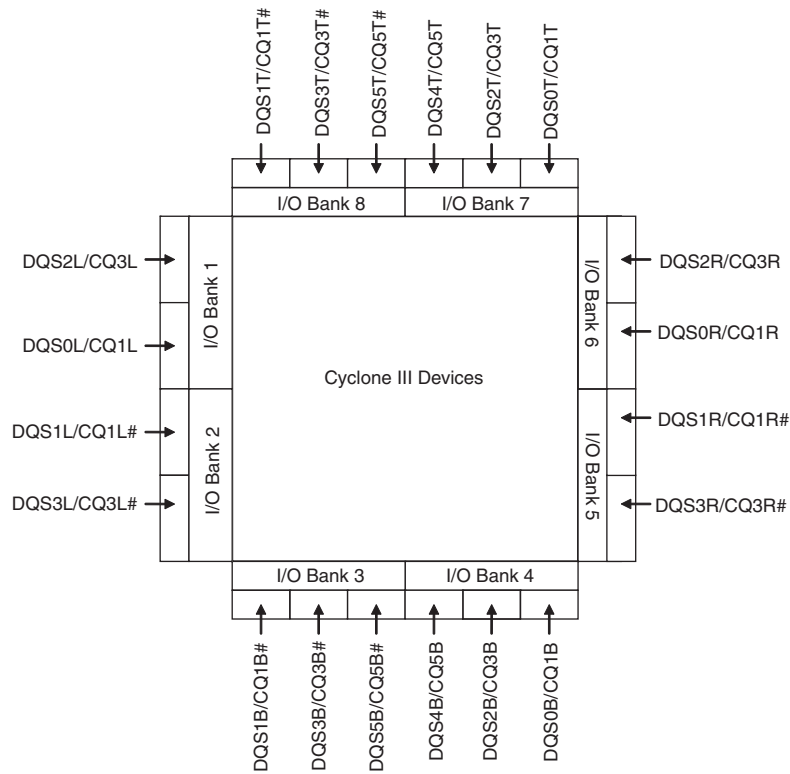 DQS1T/CQ1T#
DQS3T/CQ3T#
DQS5T/CQ5T#
DQS4T/CQ5T
DQS2T/CQ3T
DQS0T/CQ1T
I/O Bank 8
I/O Bank 7
DQS2L/CQ3L
DQS0L/CQ1L
I/O Bank 1
DQS1L/CQ1L#
DQS3L/CQ3L#
I/O Bank 2
Cyclone III Devices
I/O Bank 6
DQS2R/CQ3R
DQS0R/CQ1R
I/O Bank 5
DQS1R/CQ1R#
DQS3R/CQ3R#
I/O Bank 3
I/O Bank 4
DQS1B/CQ1B#
DQS3B/CQ3B#
DQS5B/CQ5B#
DQS4B/CQ5B
DQS2B/CQ3B
DQS0B/CQ1B